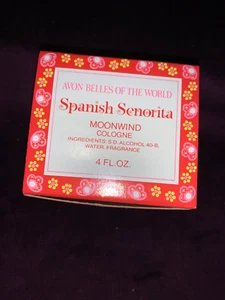 AVON BELLES OF THE WORLD
Spanish Senorita
MOONWIND
COLOGNE
INGREDIENTS: S.D. ALCOHOL 40-B,
WATER, FRAGRANCE
4 FL. OZ.